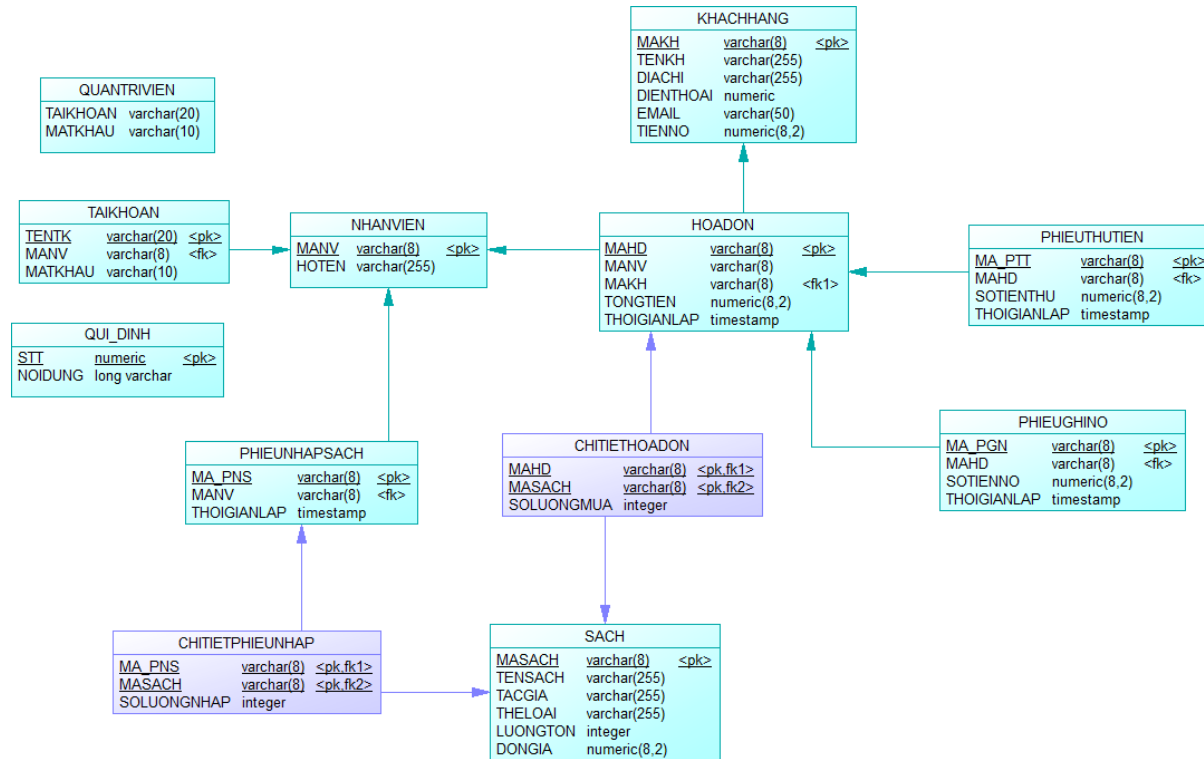 KHACHHANG
MAKH varchar(8) <pk>
TENKH varchar(255)
DIACHI varchar(255)
DIENTHOAI numeric
EMAIL varchar(50)
TIENNO numeric(8,2)
QUANTRIVIEN
TAIKHOAN varchar(20)
MATKHAU varchar(10)
TAIKHOAN
TENTK varchar(20) <pk>
MANV varchar(8) <fk>
MATKHAU varchar(10)
NHANVIEN
MANV varchar(8) <pk>
HOTEN varchar(255)
HOADON
MAHD varchar(8) <pk>
MANV varchar(8)
MAKH varchar(8) <fk1>
TONGTIEN numeric(8,2)
THOIGIANLAP timestamp
PHIEUTHUTIEN
MA_PTT varchar(8) <pk>
MAHD varchar(8) <fk>
SOTIENTHU numeric(8,2)
THOIGIANLAP timestamp
QUI_DINH
STT numeric <pk>
NOIDUNG long varchar
PHIEUNHAPSACH
MA_PNS varchar(8) <pk>
MANV varchar(8) <fk>
THOIGIANLAP timestamp
CHITIETHOADON
MAHD varchar(8) <pk,fk1>
MASACH varchar(8) <pk,fk2>
SOLUONGMUA integer
PHIEUGHINO
MA_PGN varchar(8) <pk>
MAHD varchar(8) <fk>
SOTIENNO numeric(8,2)
THOIGIANLAP timestamp
CHITIETPHIEUNHAP
MA_PNS varchar(8) <pk,fk1>
MASACH varchar(8) <pk,fk2>
SOLUONGNHAP integer
SACH
MASACH varchar(8) <pk>
TENSACH varchar(255)
TACGIA varchar(255)
THELOAI varchar(255)
LUONGTON integer
DONGIA numeric(8,2)